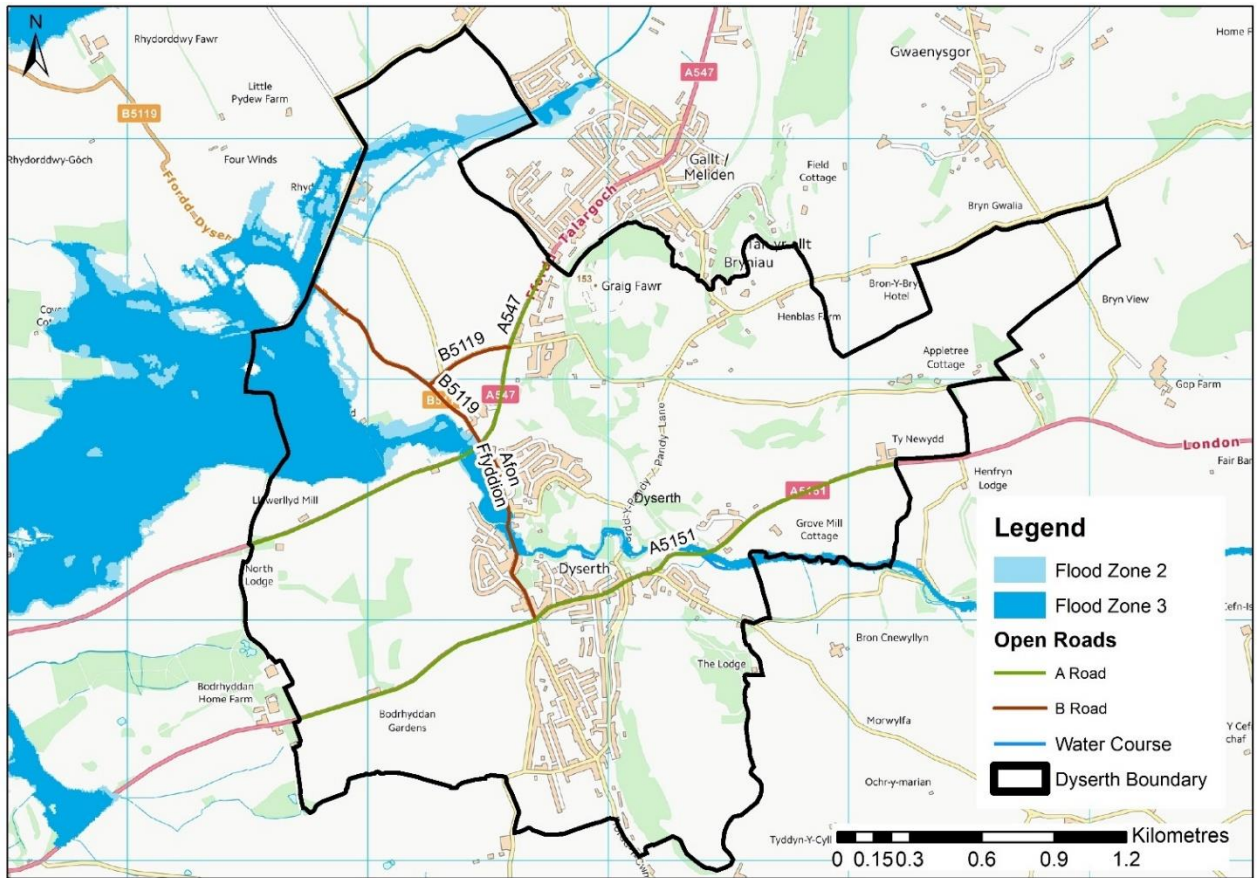 N
Rhydorddwy Fawr
Gwaenysgor
Home F
A547
Little
Pydew Farm
B5119
Rhydorddwy-Gôch
Four Winds
Ffordd=Dyser
Rhyd
Gallt /
Meliden
Field
Cottage
Ffordd Talargoch
Bryn Gwalia
Bryniau
153
Graig Fawr
Bron-Y-Bry
Hotel
Henblas Farm
Bryn View
A547
B5119
Appletree
Cottage
B5119
A547
Gop Farm
Pandy Lane
Ty Newydd
London
Fair Ban
Afon
Ffyddion
Henfryn
Lodge
Llewerllyd Mill
Dyserth
A5151
Grove Mill
Cottage
A5151
North
Lodge
Dyserth
Bron Cnewyllyn
The Lodge
Bodrhyddan
Home Farm
Bodrhyddan
Gardens
Morwylfa
Ochr-y-marian
Tyddyn-Y-Cyll
Legend
Flood Zone 2
Flood Zone 3
Open Roads
A Road
B Road
Water Course
Dyserth Boundary
Kilometres
0 0.15 0.3 0.6 0.9 1.2